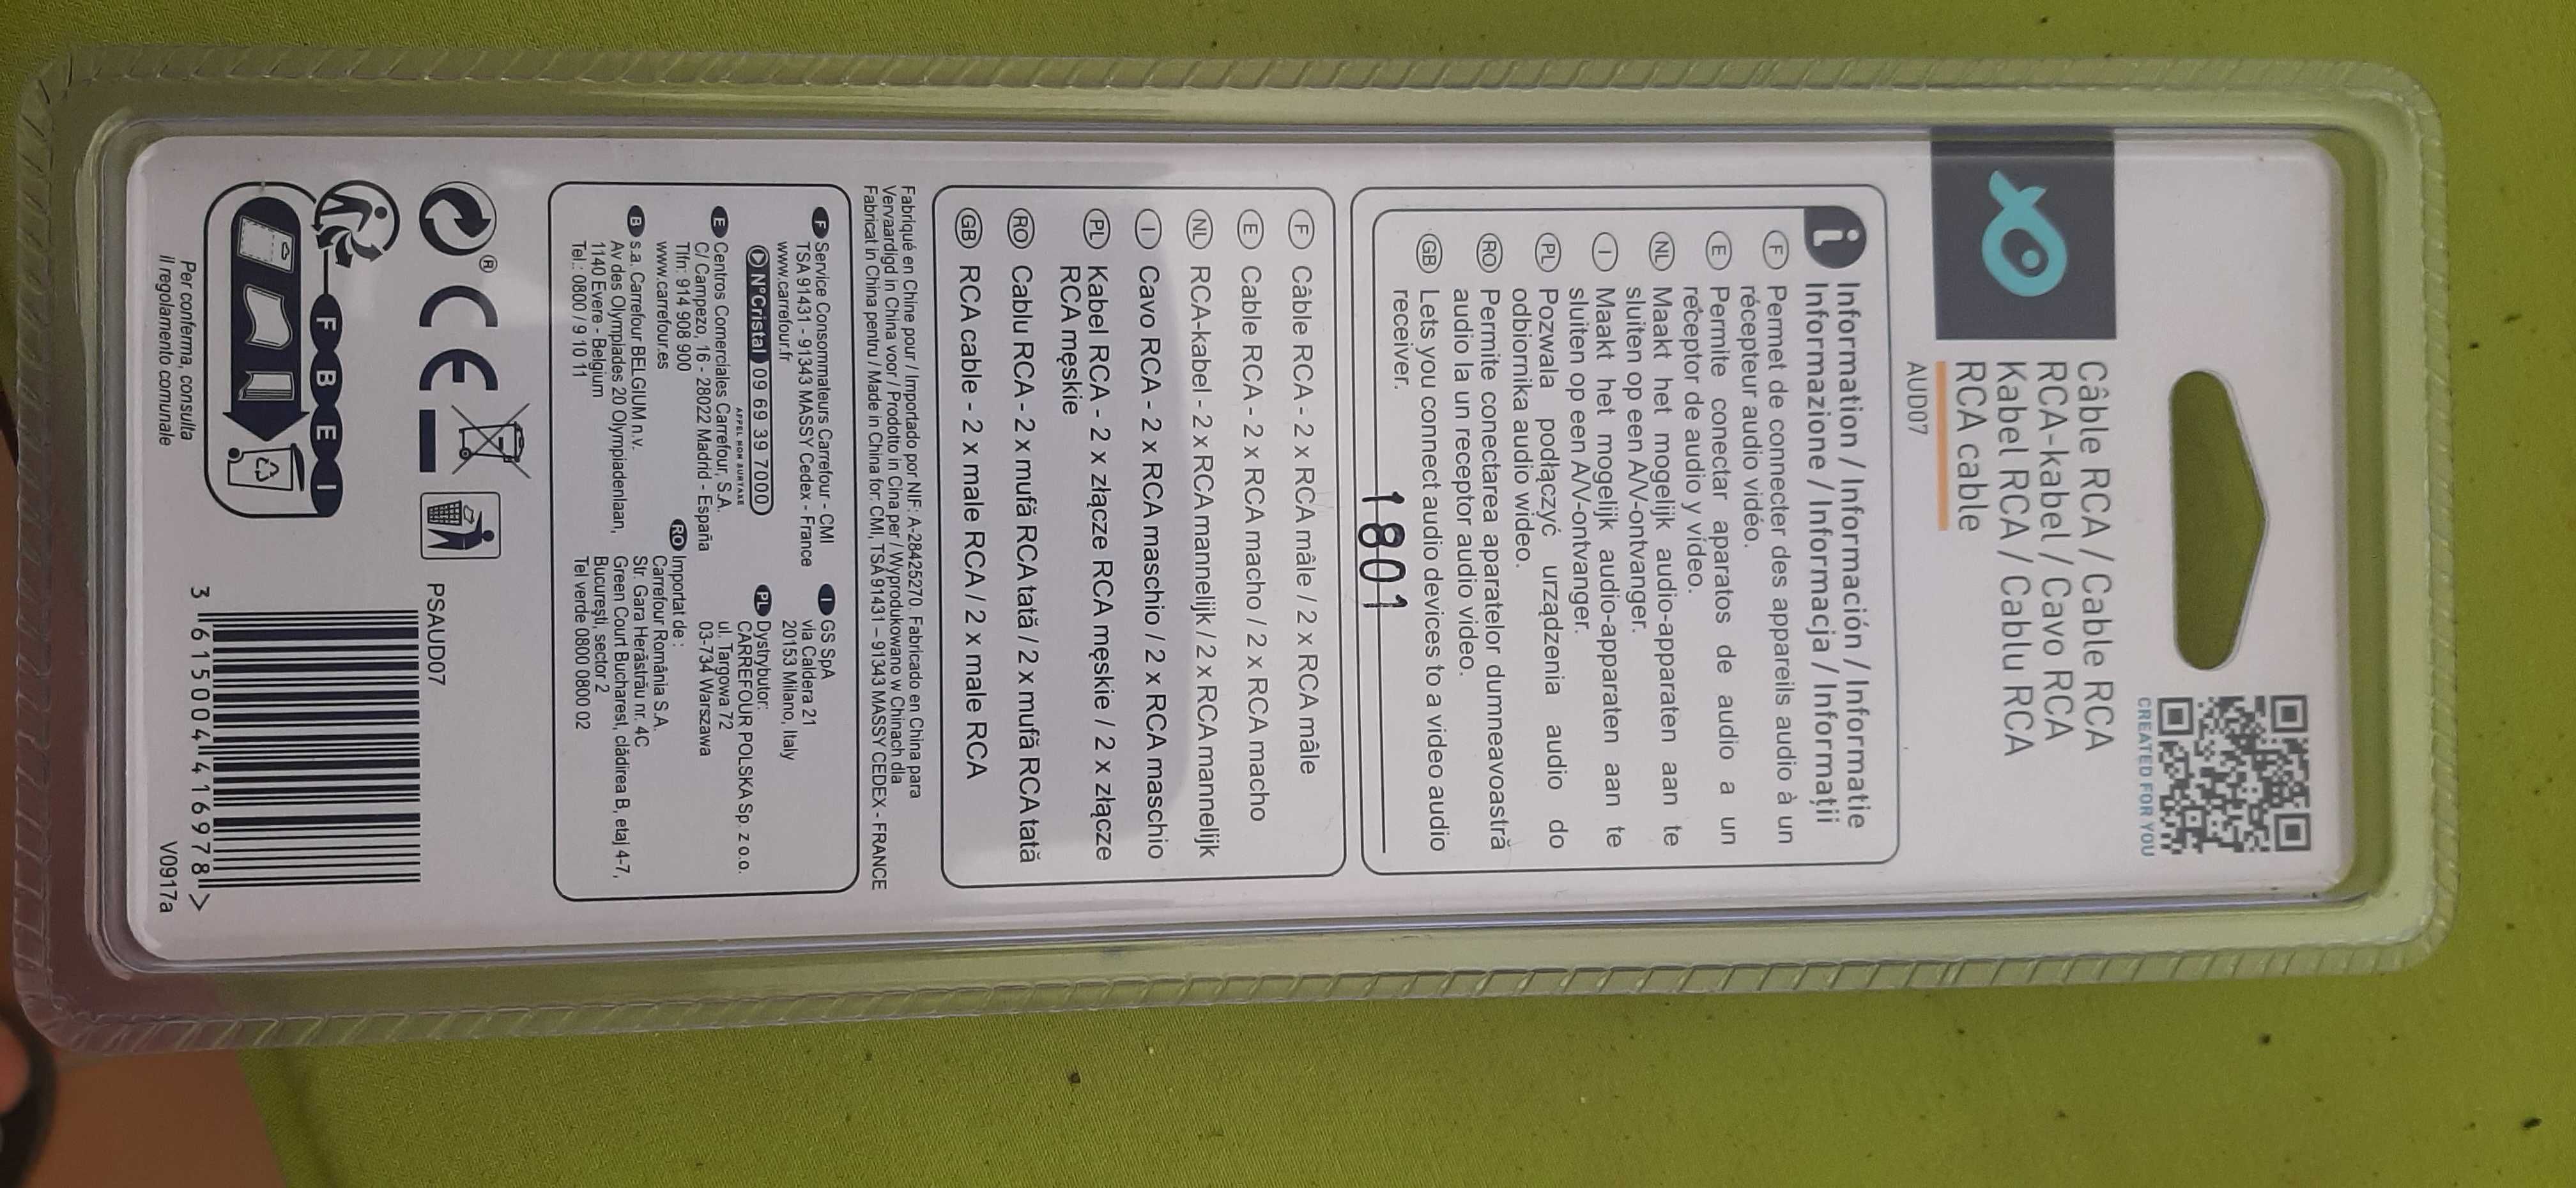 CREATED FOR YOU
Câble RCA / Cable RCA
RCA-kabel / Cavo RCA
Kabel RCA / Cablu RCA
RCA cable
AUD07
i Information / Información / Informatie
Informazione / Informacja / Informații
F Permet de connecter des appareils audio à un
récepteur audio vidéo.
E Permite conectar aparatos de audio a un
receptor de audio y vídeo.
NL Maakt het mogelijk audio-apparaten aan te
sluiten op een A/V-ontvanger.
I Maakt het mogelijk audio-apparaten aan te
sluiten op een A/V-ontvanger.
PL Pozwala podłączyć urządzenia audio do
odbiornika audio wideo.
RO Permite conectarea aparatelor dumneavoastră
audio la un receptor audio video.
GB Lets you connect audio devices to a video audio
receiver.
1801
F Câble RCA - 2 x RCA mâle / 2 x RCA mâle
E Cable RCA - 2 x RCA macho / 2 x RCA macho
NL RCA-kabel - 2 x RCA mannelijk / 2 x RCA mannelijk
I Cavo RCA - 2 x RCA maschio / 2 x RCA maschio
PL Kabel RCA - 2 x złącze RCA męskie / 2 x złącze
RCA męskie
RO Cablu RCA - 2 x mufă RCA tată / 2 x mufă RCA tată
GB RCA cable - 2 x male RCA / 2 x male RCA
Fabriqué en Chine pour / Importado por NIF: A-28425270. Fabricado en China para
Vervaardigd in China voor / Prodotto in Cina per / Wyprodukowano w Chinach dla
Fabricat in China pentru / Made in China for: CMI, TSA 91431 – 91343 MASSY CEDEX - FRANCE
F Service Consommateurs Carrefour - CMI
TSA 91431 - 91343 MASSY Cedex - France
www.carrefour.fr
N°Cristal 09 69 39 7000
APPEL NON SURTAXE
E Centros Comerciales Carrefour, S.A.
C/ Campezo, 16 - 28022 Madrid - España
Tlfn: 914 908 900
www.carrefour.es
B s.a. Carrefour BELGIUM n.v.
Av des Olympiades 20 Olympiadenlaan,
1140 Evere - Belgium
Tel.: 0800 / 9 10 11
I GS SpA
via Caldera 21
20153 Milano, Italy
PL Dystrybutor:
CARREFOUR POLSKA Sp. z o.o.
ul. Targowa 72
03-734 Warszawa
RO Importat de :
Carrefour România S.A.
Str. Gara Herăstrău nr. 4C
Green Court Bucharest, clădirea B, etaj 4-7,
București, sector 2
Tel verde 0800 0800 02
® CE
PSAUD07
F B E I
Per conferma, consulta
il regolamento comunale
3 615004 416978 >
V0917a